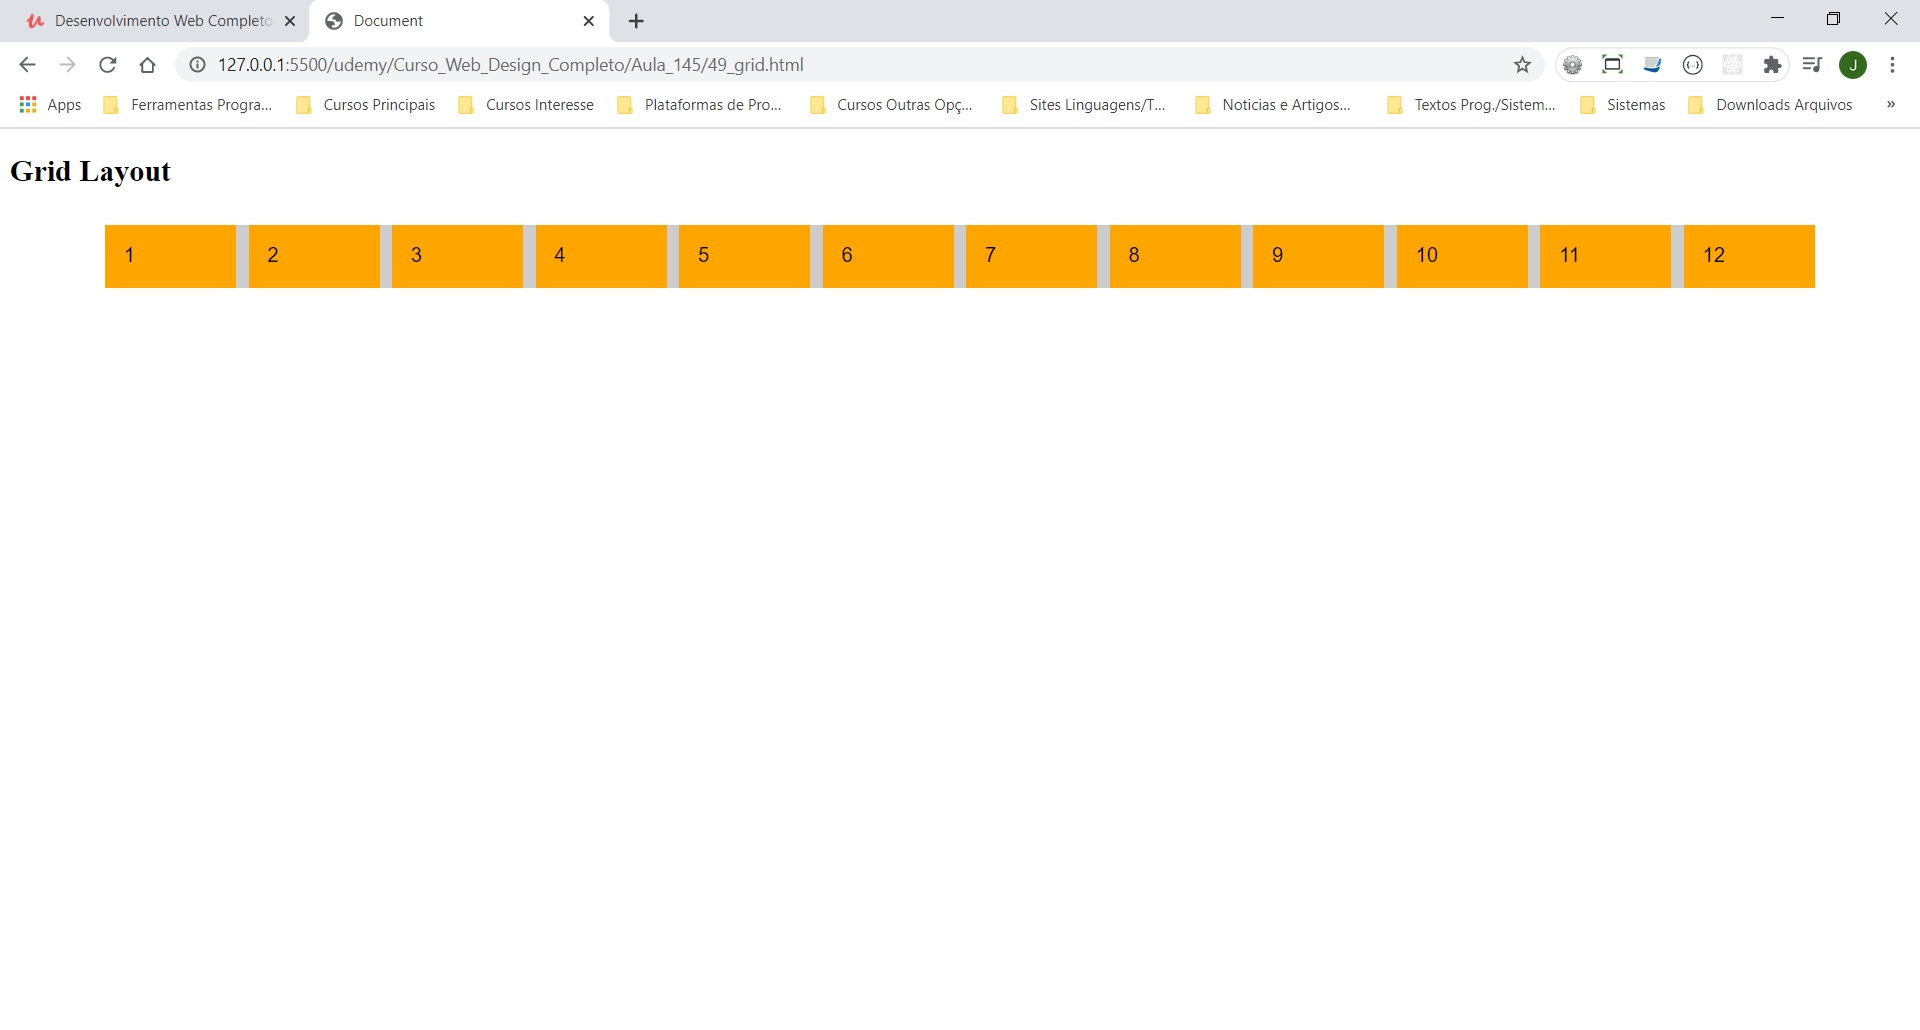 Desenvolvimento Web Completo
Document
127.0.0.1:5500/udemy/Curso_Web_Design_Completo/Aula_145/49_grid.html
J
Apps
Ferramentas Progra...
Cursos Principais
Cursos Interesse
Plataformas de Pro...
Cursos Outras Opç...
Sites Linguagens/T...
Noticias e Artigos...
Textos Prog./Sistem...
Sistemas
Downloads Arquivos
»
Grid Layout
1 2 3 4 5 6 7 8 9 10 11 12